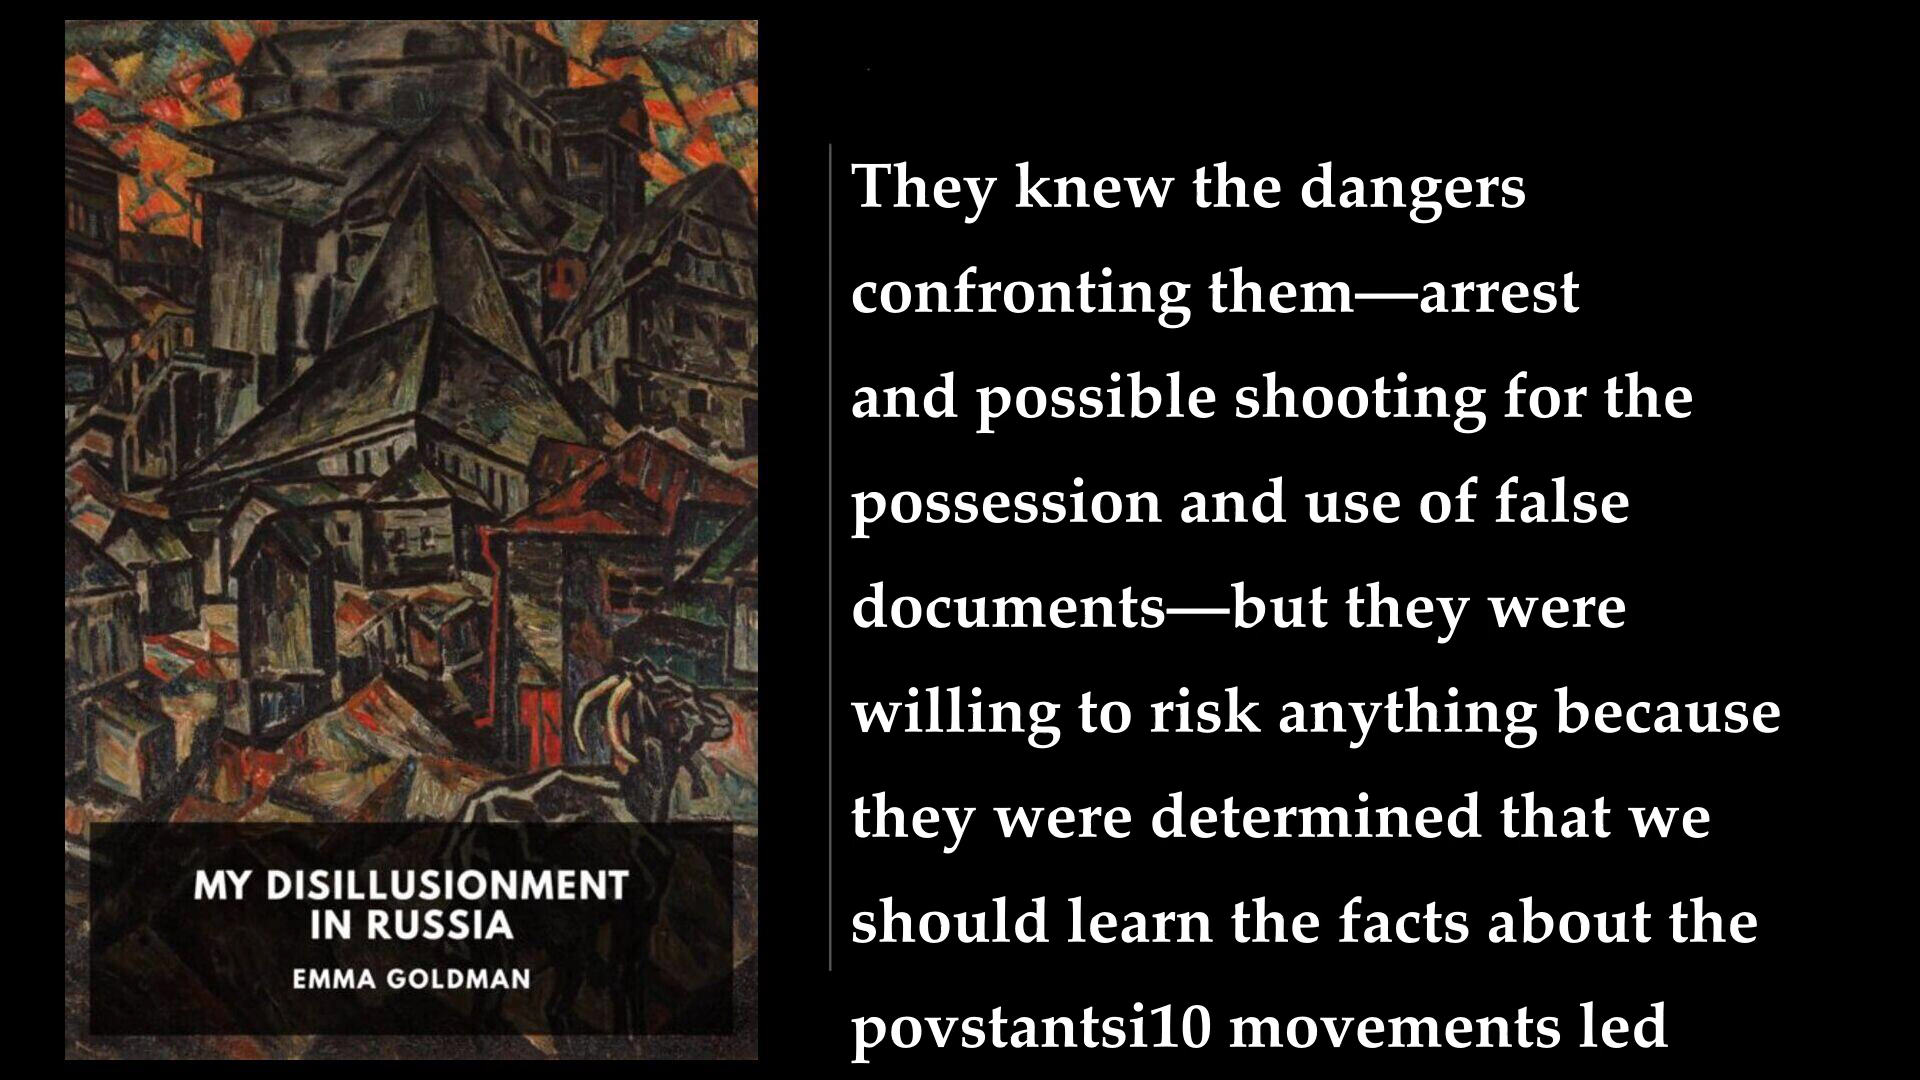 MY DISILLUSIONMENT
IN RUSSIA
EMMA GOLDMAN
They knew the dangers
confronting them—arrest
and possible shooting for the
possession and use of false
documents—but they were
willing to risk anything because
they were determined that we
should learn the facts about the
povstantsi10 movements led